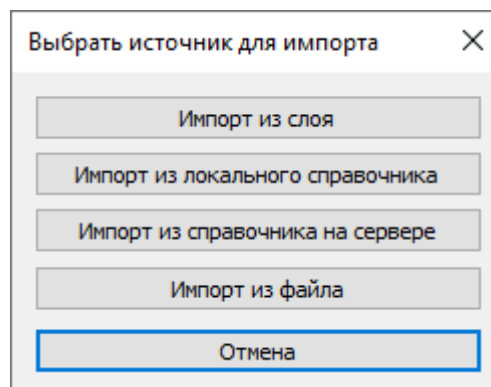 Выбрать источник для импорта
Импорт из слоя
Импорт из локального справочника
Импорт из справочника на сервере
Импорт из файла
Отмена